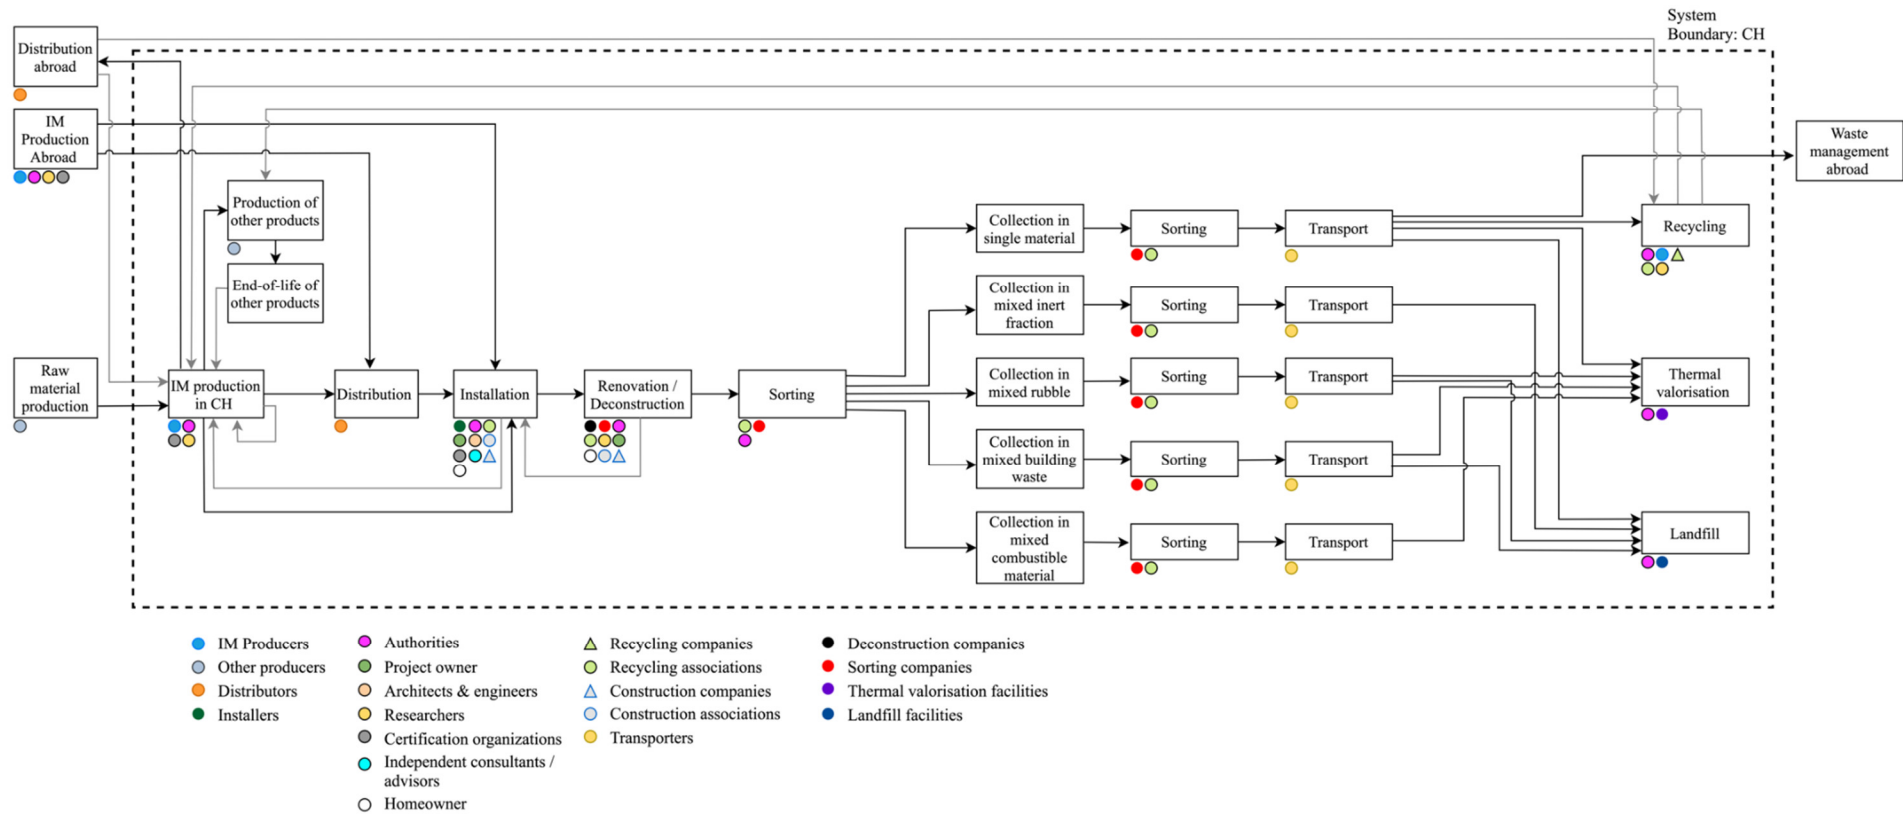 System
Boundary: CH
Distribution
abroad
IM
Production
Abroad
Waste
management
abroad
Production of
other products
End-of-life of
other products
Raw
material
production
IM production
in CH
Distribution
Installation
Renovation /
Deconstruction
Sorting
Collection in
single material
Sorting
Transport
Recycling
Collection in
mixed inert
fraction
Sorting
Transport
Collection in
mixed rubble
Sorting
Transport
Thermal
valorisation
Collection in
mixed building
waste
Sorting
Transport
Collection in
mixed
combustible
material
Sorting
Transport
Landfill
IM Producers
Other producers
Distributors
Installers
Authorities
Project owner
Architects & engineers
Researchers
Certification organizations
Independent consultants /
advisors
Homeowner
Recycling companies
Recycling associations
Construction companies
Construction associations
Transporters
Deconstruction companies
Sorting companies
Thermal valorisation facilities
Landfill facilities